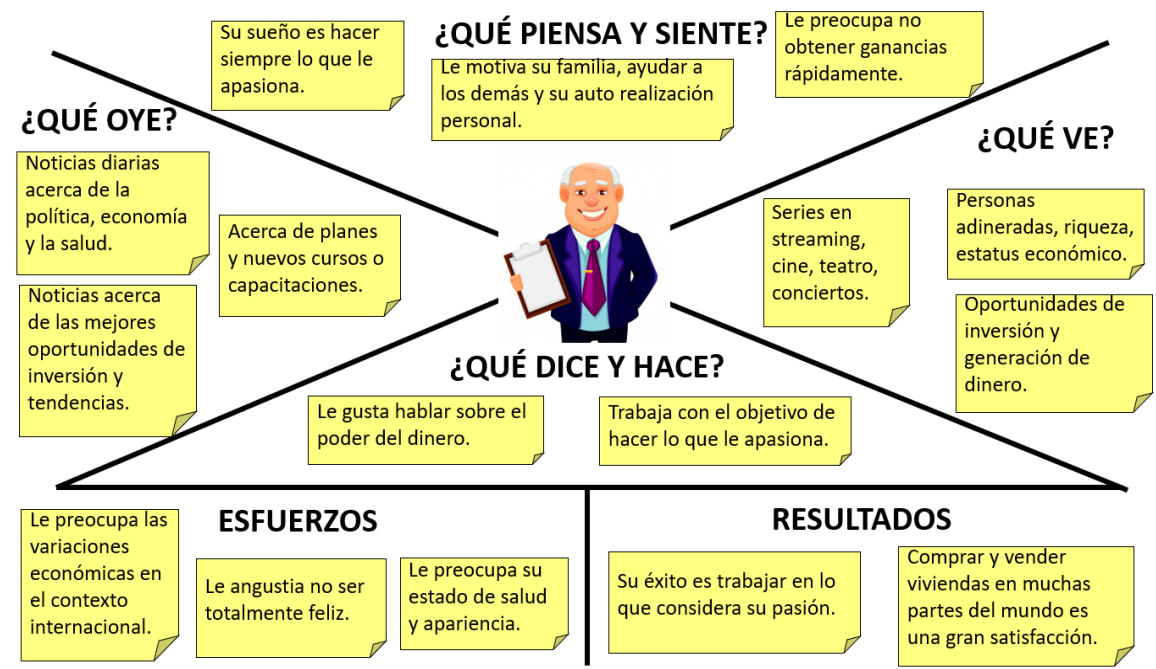 ¿QUÉ PIENSA Y SIENTE?
Su sueño es hacer
siempre lo que le
apasiona.
Le motiva su familia, ayudar a
los demás y su auto realización
personal.
Le preocupa no
obtener ganancias
rápidamente.
¿QUÉ OYE?
Noticias diarias
acerca de la
política, economía
y la salud.
Acerca de planes
y nuevos cursos o
capacitaciones.
Noticias acerca
de las mejores
oportunidades de
inversión y
tendencias.
¿QUÉ VE?
Series en
streaming,
cine, teatro,
conciertos.
Personas
adineradas, riqueza,
estatus económico.
Oportunidades de
inversión y
generación de
dinero.
¿QUÉ DICE Y HACE?
Le gusta hablar sobre el
poder del dinero.
Trabaja con el objetivo de
hacer lo que le apasiona.
ESFUERZOS
Le preocupa las
variaciones
económicas en
el contexto
internacional.
Le angustia no ser
totalmente feliz.
Le preocupa su
estado de salud
y apariencia.
RESULTADOS
Su éxito es trabajar en lo
que considera su pasión.
Comprar y vender
viviendas en muchas
partes del mundo es
una gran satisfacción.